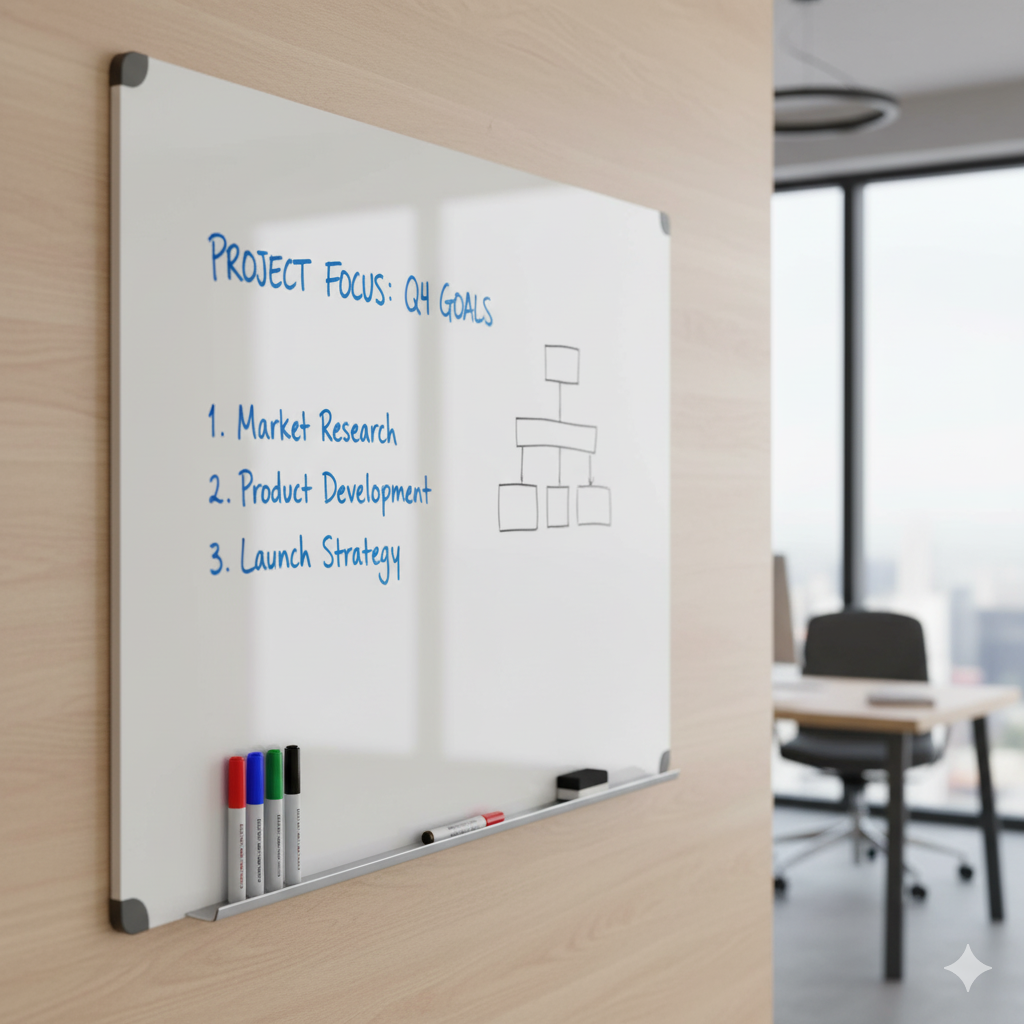 PROJECT FOCUS: Q4 GOALS
1. Market Research
2. Product Development
3. Launch Strategy